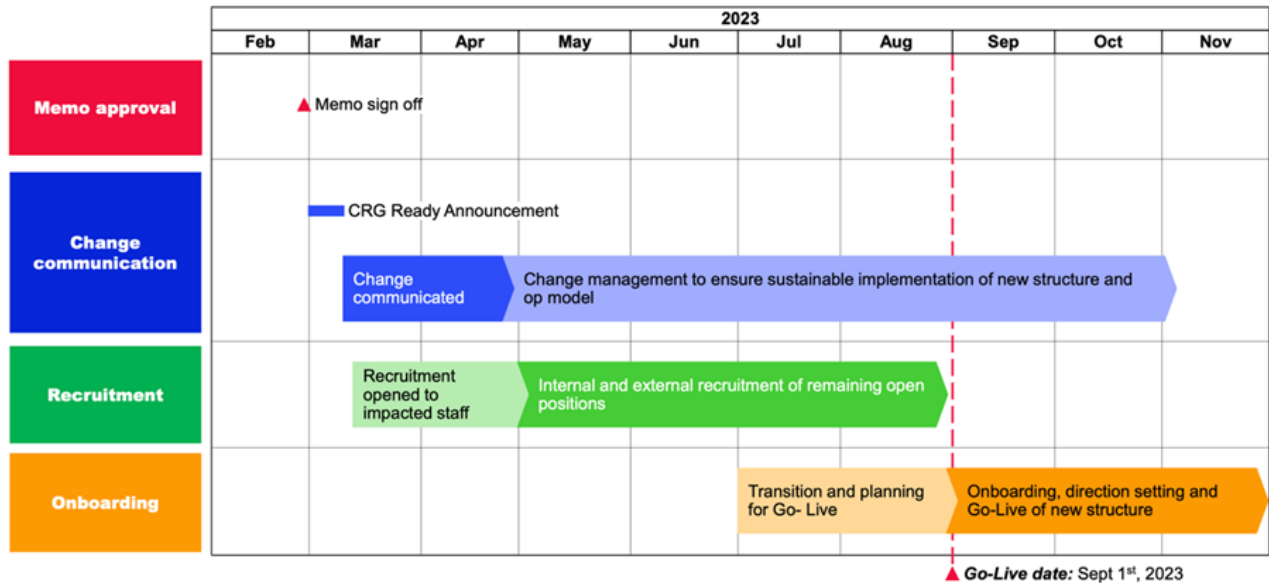 2023
Feb Mar Apr May Jun Jul Aug Sep Oct Nov
Memo approval
Memo sign off
Change
communication
CRG Ready Announcement
Change
communicated
Change management to ensure sustainable implementation of new structure and
op model
Recruitment
Recruitment
opened to
impacted staff
Internal and external recruitment of remaining open
positions
Onboarding
Transition and planning
for Go- Live
Onboarding, direction setting and
Go-Live of new structure
Go-Live date: Sept 1st, 2023